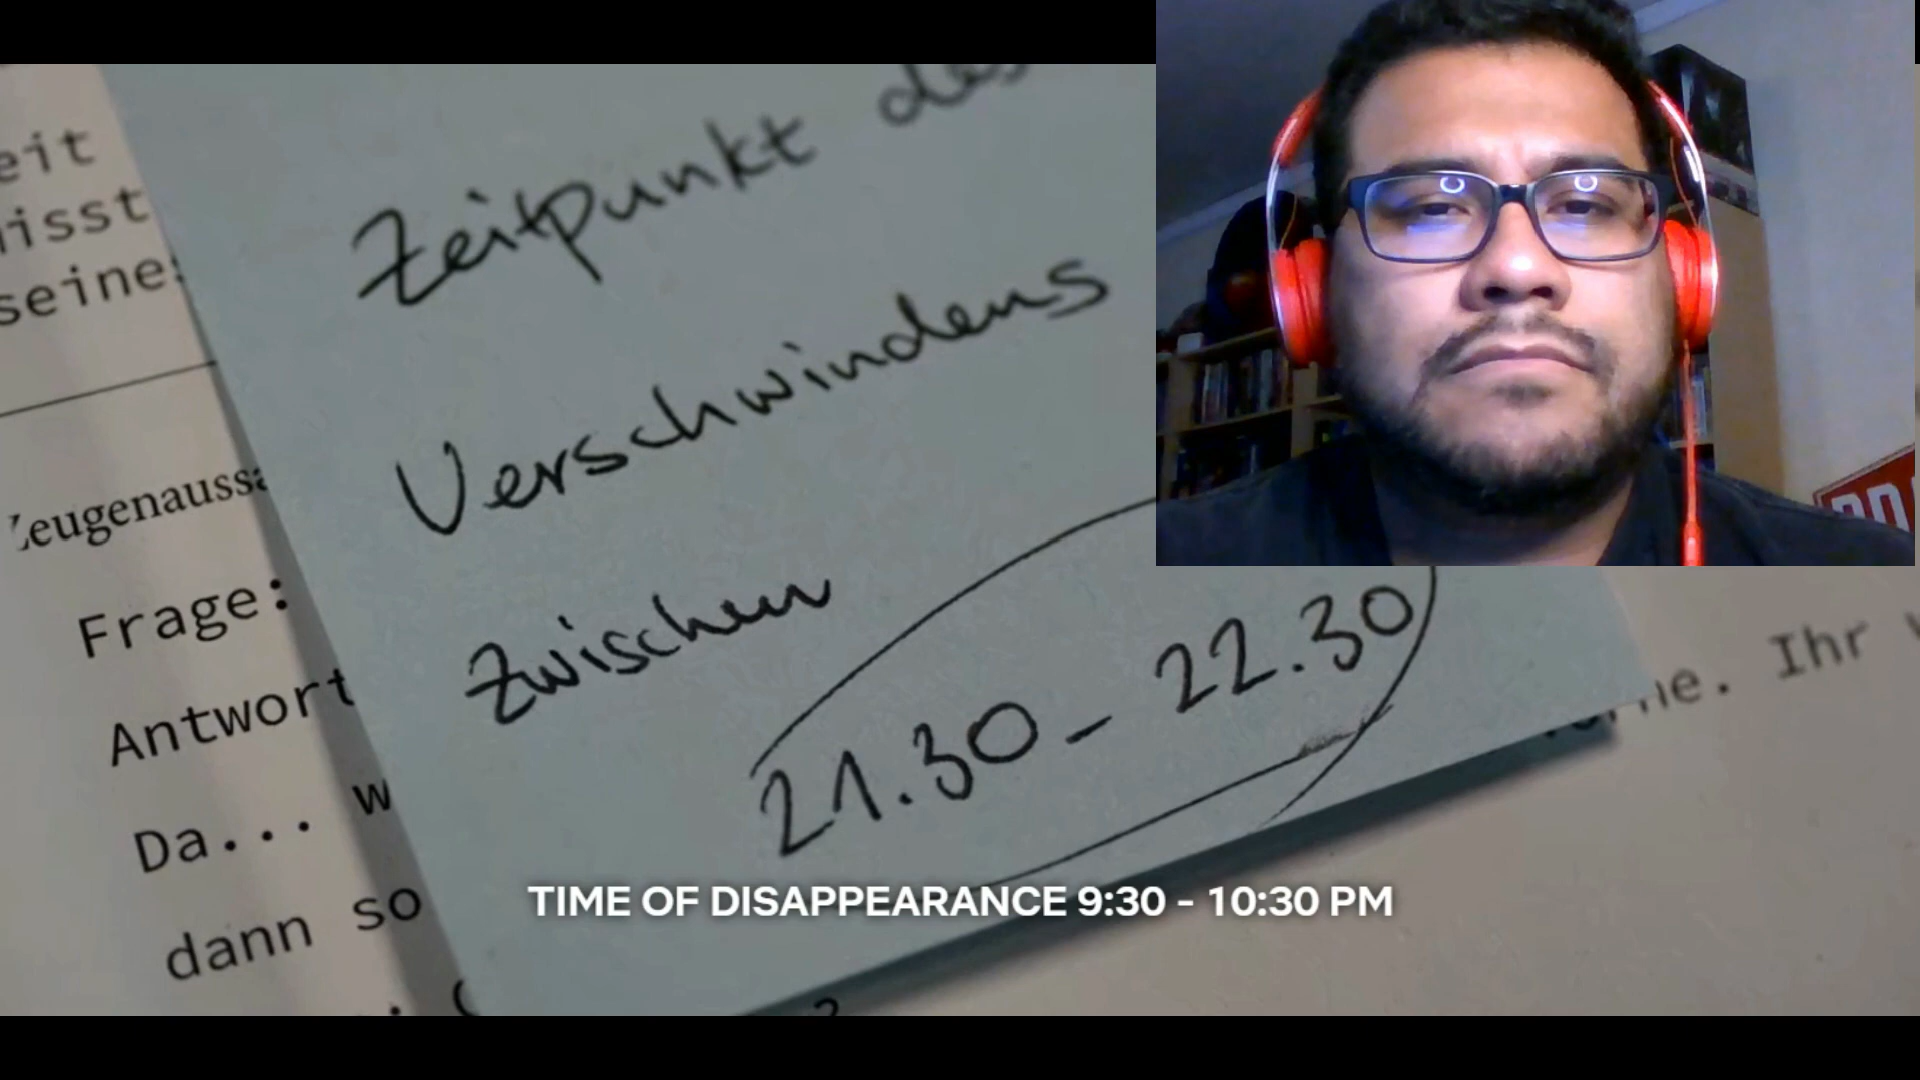 Zeitpunkt des
Verschwindens
Zwischen
21.30 - 22.30
eit
isst
seine
Zeugenaussa
Frage:
Antwort
Da... w
dann so
ne. Ihr
TIME OF DISAPPEARANCE 9:30 - 10:30 PM